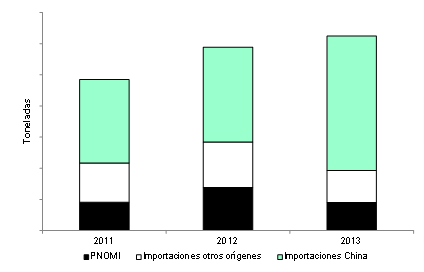 Toneladas
2011 2012 2013
PNOMI Importaciones otros orígenes Importaciones China